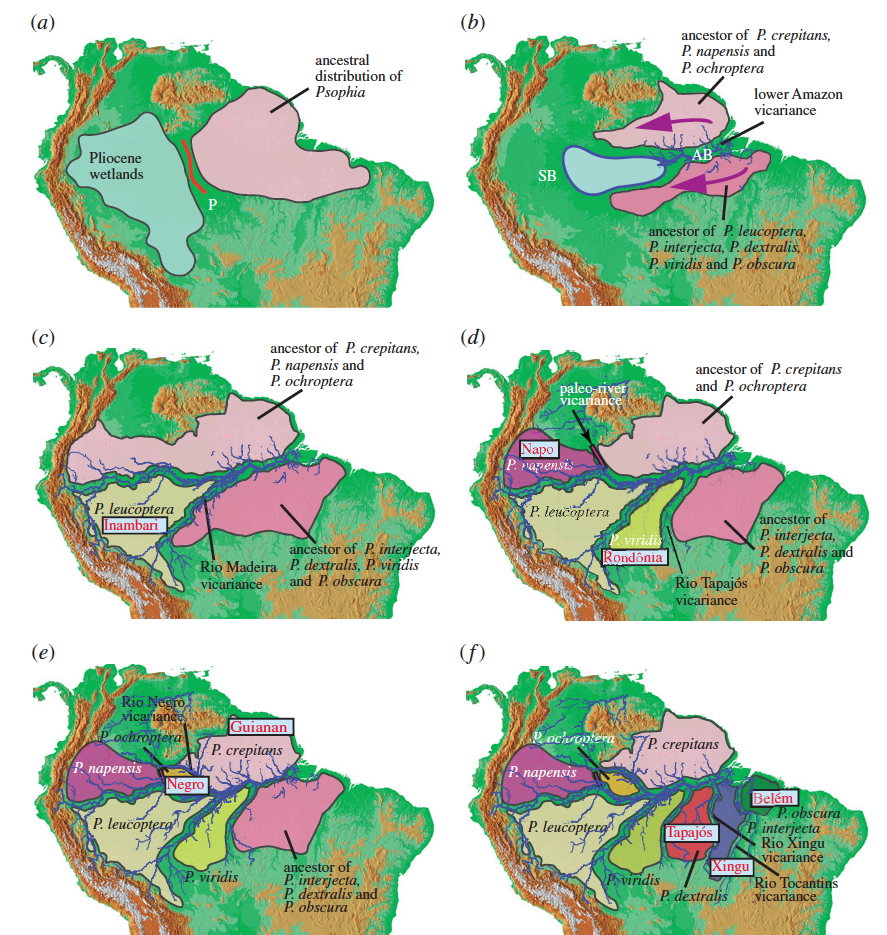 (a)
ancestral
distribution of
Psophia
Pliocene
wetlands
P
(b)
ancestor of P. crepitans,
P. napensis and
P. ochroptera
lower Amazon
vicariance
AB
SB
ancestor of P. leucoptera,
P. interjecta, P. dextralis,
P. viridis and P. obscura
(c)
ancestor of P. crepitans,
P. napensis and
P. ochroptera
P. leucoptera
Inambari
Rio Madeira
vicariance
ancestor of P. interjecta,
P. dextralis, P. viridis
and P. obscura
(d)
ancestor of P. crepitans
and P. ochroptera
paleo-river
vicariance
Napo
P. napensis
P. leucoptera
P. viridis
Rondônia
ancestor of
P. interjecta,
P. dextralis and
P. obscura
Rio Tapajós
vicariance
(e)
Rio Negro
vicariance
P. ochroptera
Guianan
P. crepitans
P. napensis
Negro
P. leucoptera
P. viridis
ancestor of
P. interjecta,
P. dextralis and
P. obscura
(f)
P. ochroptera
P. crepitans
P. napensis
Belém
P. obscura
P. leucoptera
P. interjecta
Tapajós
Rio Xingu
vicariance
Xingu
P. viridis
P. dextralis
Rio Tocantins
vicariance